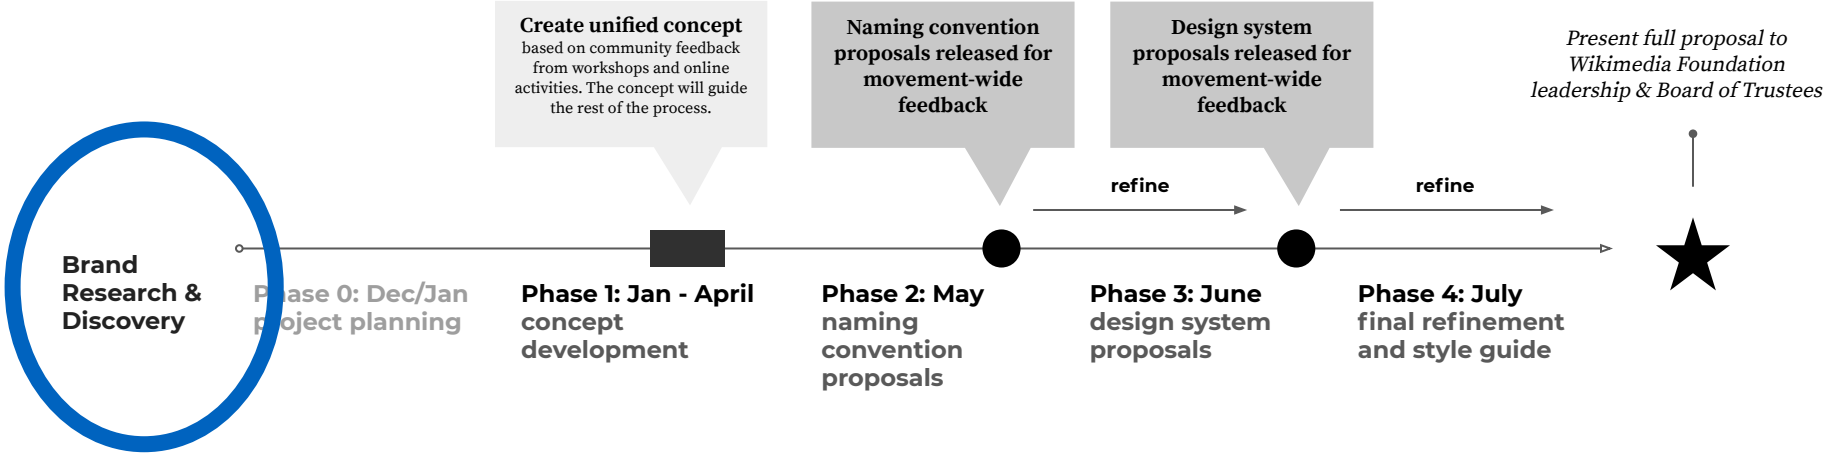 Create unified concept
based on community feedback
from workshops and online
activities. The concept will guide
the rest of the process.
Naming convention
proposals released for
movement-wide
feedback
Design system
proposals released for
movement-wide
feedback
Present full proposal to
Wikimedia Foundation
leadership & Board of Trustees
refine
refine
Brand
Research &
Discovery
Phase 0: Dec/Jan
project planning
Phase 1: Jan - April
concept
development
Phase 2: May
naming
convention
proposals
Phase 3: June
design system
proposals
Phase 4: July
final refinement
and style guide